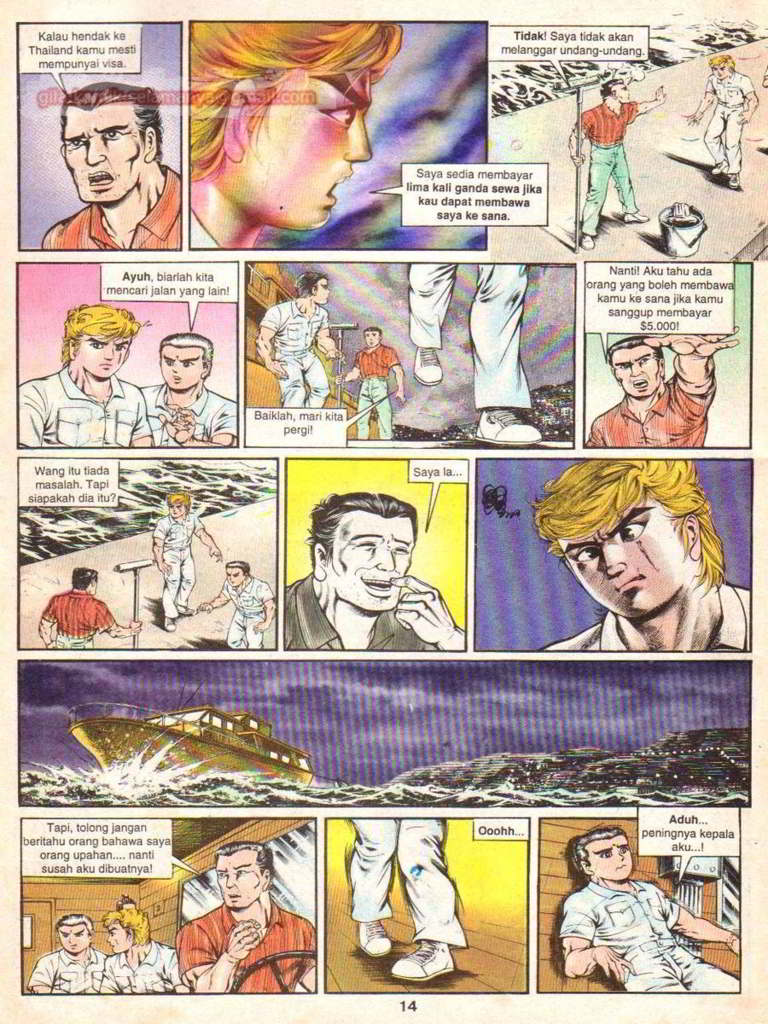 Kalau hendak ke
Thailand kamu mesti
mempunyai visa.
Saya sedia membayar
lima kali ganda sewa jika
kau dapat membawa
saya ke sana.
Tidak! Saya tidak akan
melanggar undang-undang.
Ayuh, biarlah kita
mencari jalan yang lain!
Baiklah, mari kita
pergi!
Nanti! Aku tahu ada
orang yang boleh membawa
kamu ke sana jika kamu
sanggup membayar
$5.000!
Wang itu tiada
masalah. Tapi
siapakah dia itu?
Saya la...
Tapi, tolong jangan
beritahu orang bahawa saya
orang upahan.... nanti
susah aku dibuatnya!
Ooohh...
Aduh...
peningnya kepala
aku...!
14